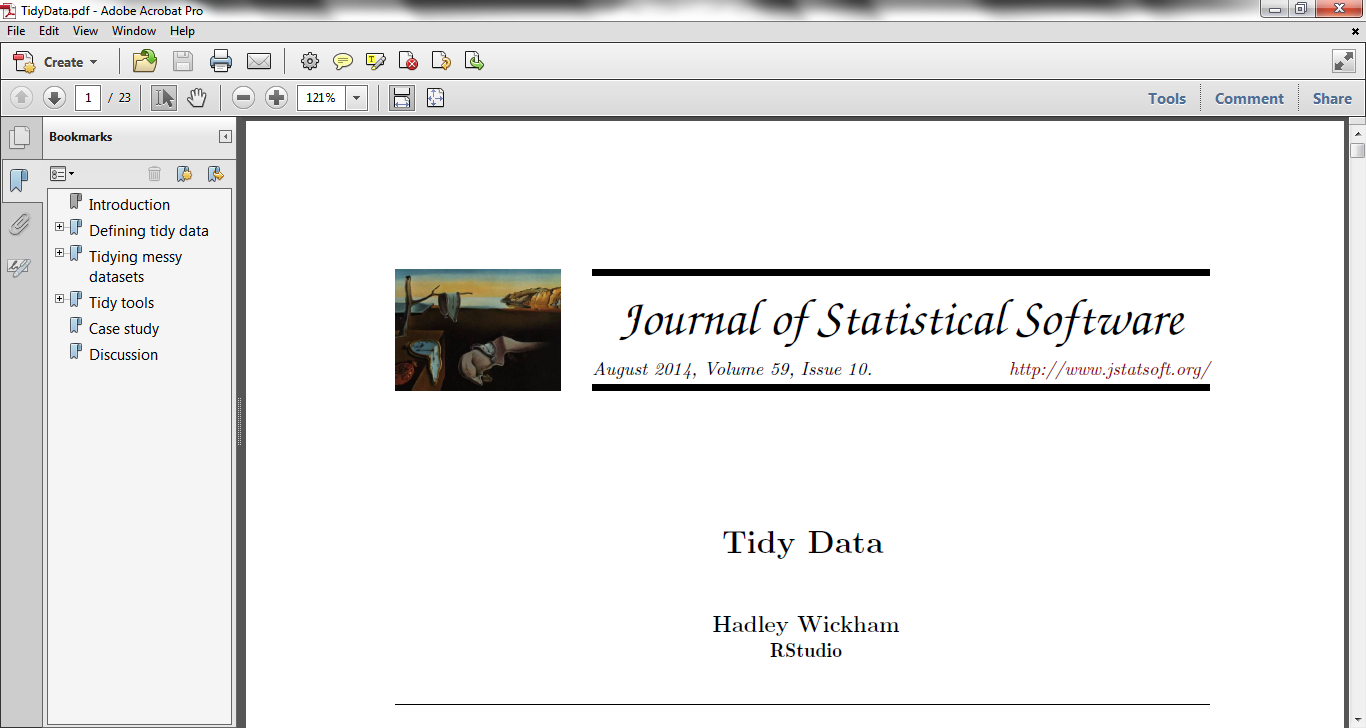 TidyData.pdf - Adobe Acrobat Pro
File Edit View Window Help
Create
1 / 23
121%
Tools Comment Share
Bookmarks
Introduction
Defining tidy data
Tidying messy
datasets
Tidy tools
Case study
Discussion
Journal of Statistical Software
August 2014, Volume 59, Issue 10.
http://www.jstatsoft.org/
Tidy Data
Hadley Wickham
RStudio